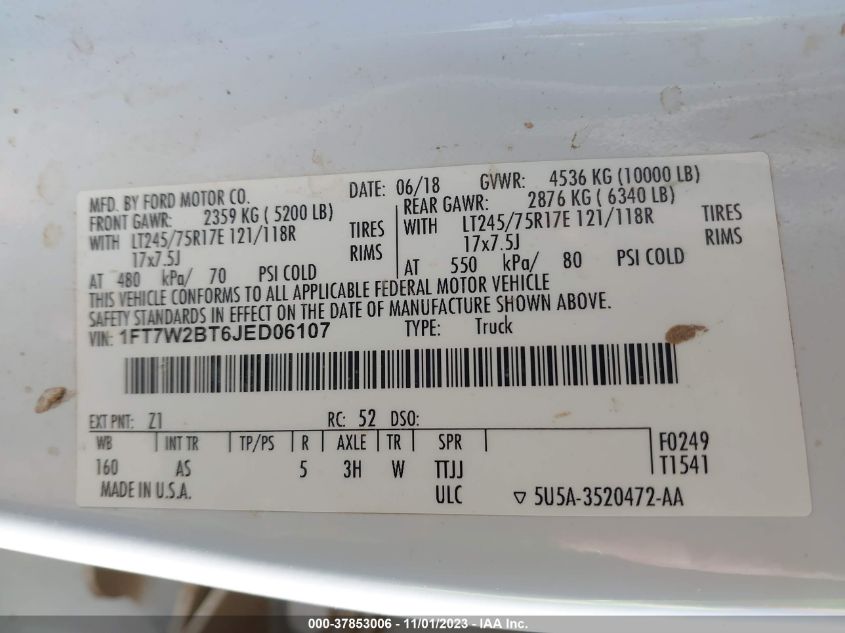 MFD. BY FORD MOTOR CO.
DATE: 06/18 GVWR: 4536 KG (10000 LB)
FRONT GAWR: 2359 KG ( 5200 LB)
WITH LT245/75R17E 121/118R TIRES
17x7.5J RIMS
AT 480 kPa/ 70 PSI COLD
REAR GAWR: 2876 KG ( 6340 LB)
WITH LT245/75R17E 121/118R TIRES
17x7.5J RIMS
AT 550 kPa/ 80 PSI COLD
THIS VEHICLE CONFORMS TO ALL APPLICABLE FEDERAL MOTOR VEHICLE
SAFETY STANDARDS IN EFFECT ON THE DATE OF MANUFACTURE SHOWN ABOVE.
VIN: 1FT7W2BT6JED06107 TYPE: Truck
EXT PNT: Z1 RC: 52 DSO:
WB INT TR TP/PS R AXLE TR SPR F0249
160 AS 5 3H W TTJJ T1541
MADE IN U.S.A. ULC ▽ 5U5A-3520472-AA
000-37853006 - 11/01/2023 - IAA Inc.